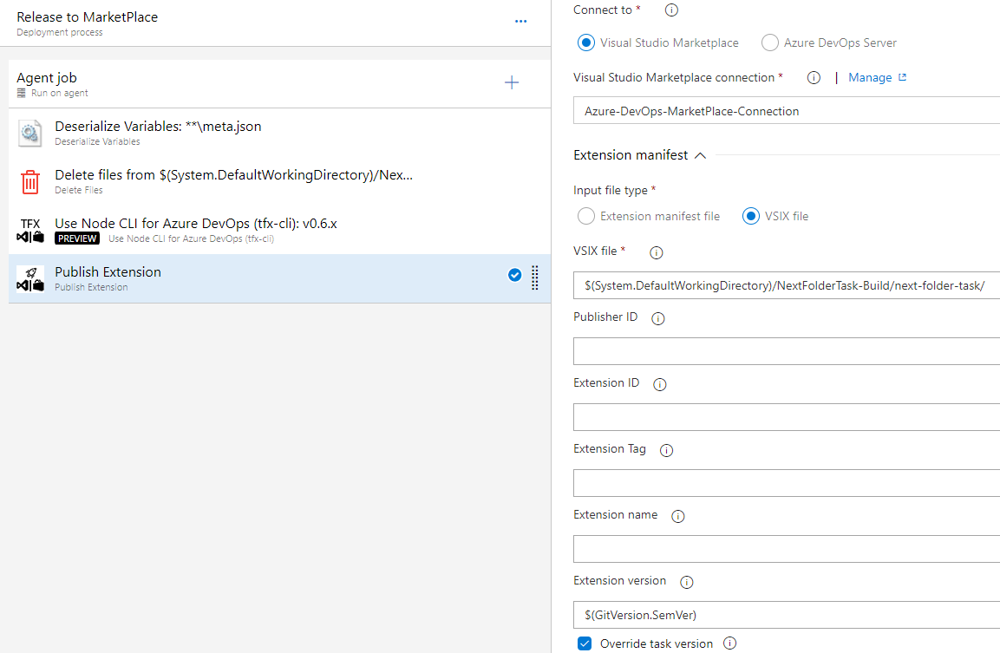 Release to MarketPlace
Deployment process
Agent job
Run on agent
Deserialize Variables: **\meta.json
Deserialize Variables
Delete files from $(System.DefaultWorkingDirectory)/Nex...
Delete Files
TFX
Use Node CLI for Azure DevOps (tfx-cli): v0.6.x
PREVIEW Use Node CLI for Azure DevOps (tfx-cli)
Publish Extension
Publish Extension
Connect to *
Visual Studio Marketplace Azure DevOps Server
Visual Studio Marketplace connection * | Manage
Azure-DevOps-MarketPlace-Connection
Extension manifest
Input file type *
Extension manifest file VSIX file
VSIX file *
$(System.DefaultWorkingDirectory)/NextFolderTask-Build/next-folder-task/
Publisher ID
Extension ID
Extension Tag
Extension name
Extension version
$(GitVersion.SemVer)
Override task version